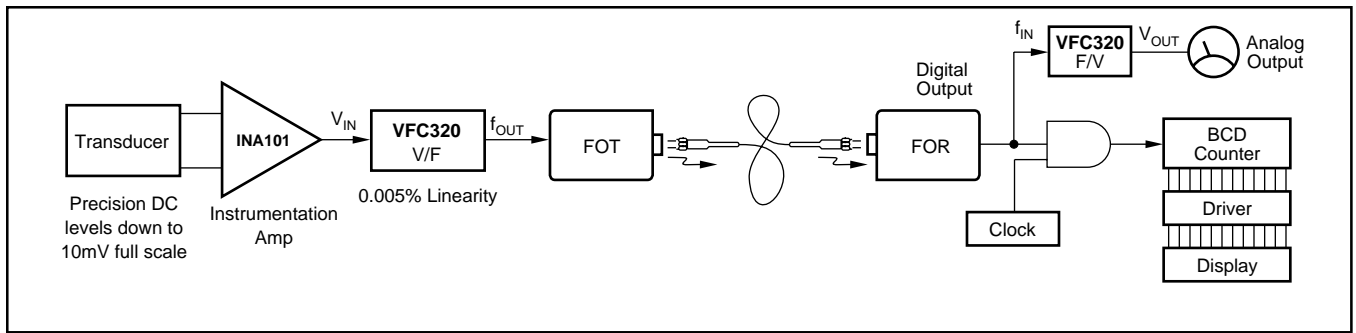 Transducer
Precision DC
levels down to
10mV full scale
INA101
Instrumentation
Amp
VIN
VFC320
V/F
0.005% Linearity
fOUT
FOT
Digital
Output
FOR
fIN
VFC320
F/V
VOUT
Analog
Output
Clock
BCD
Counter
Driver
Display